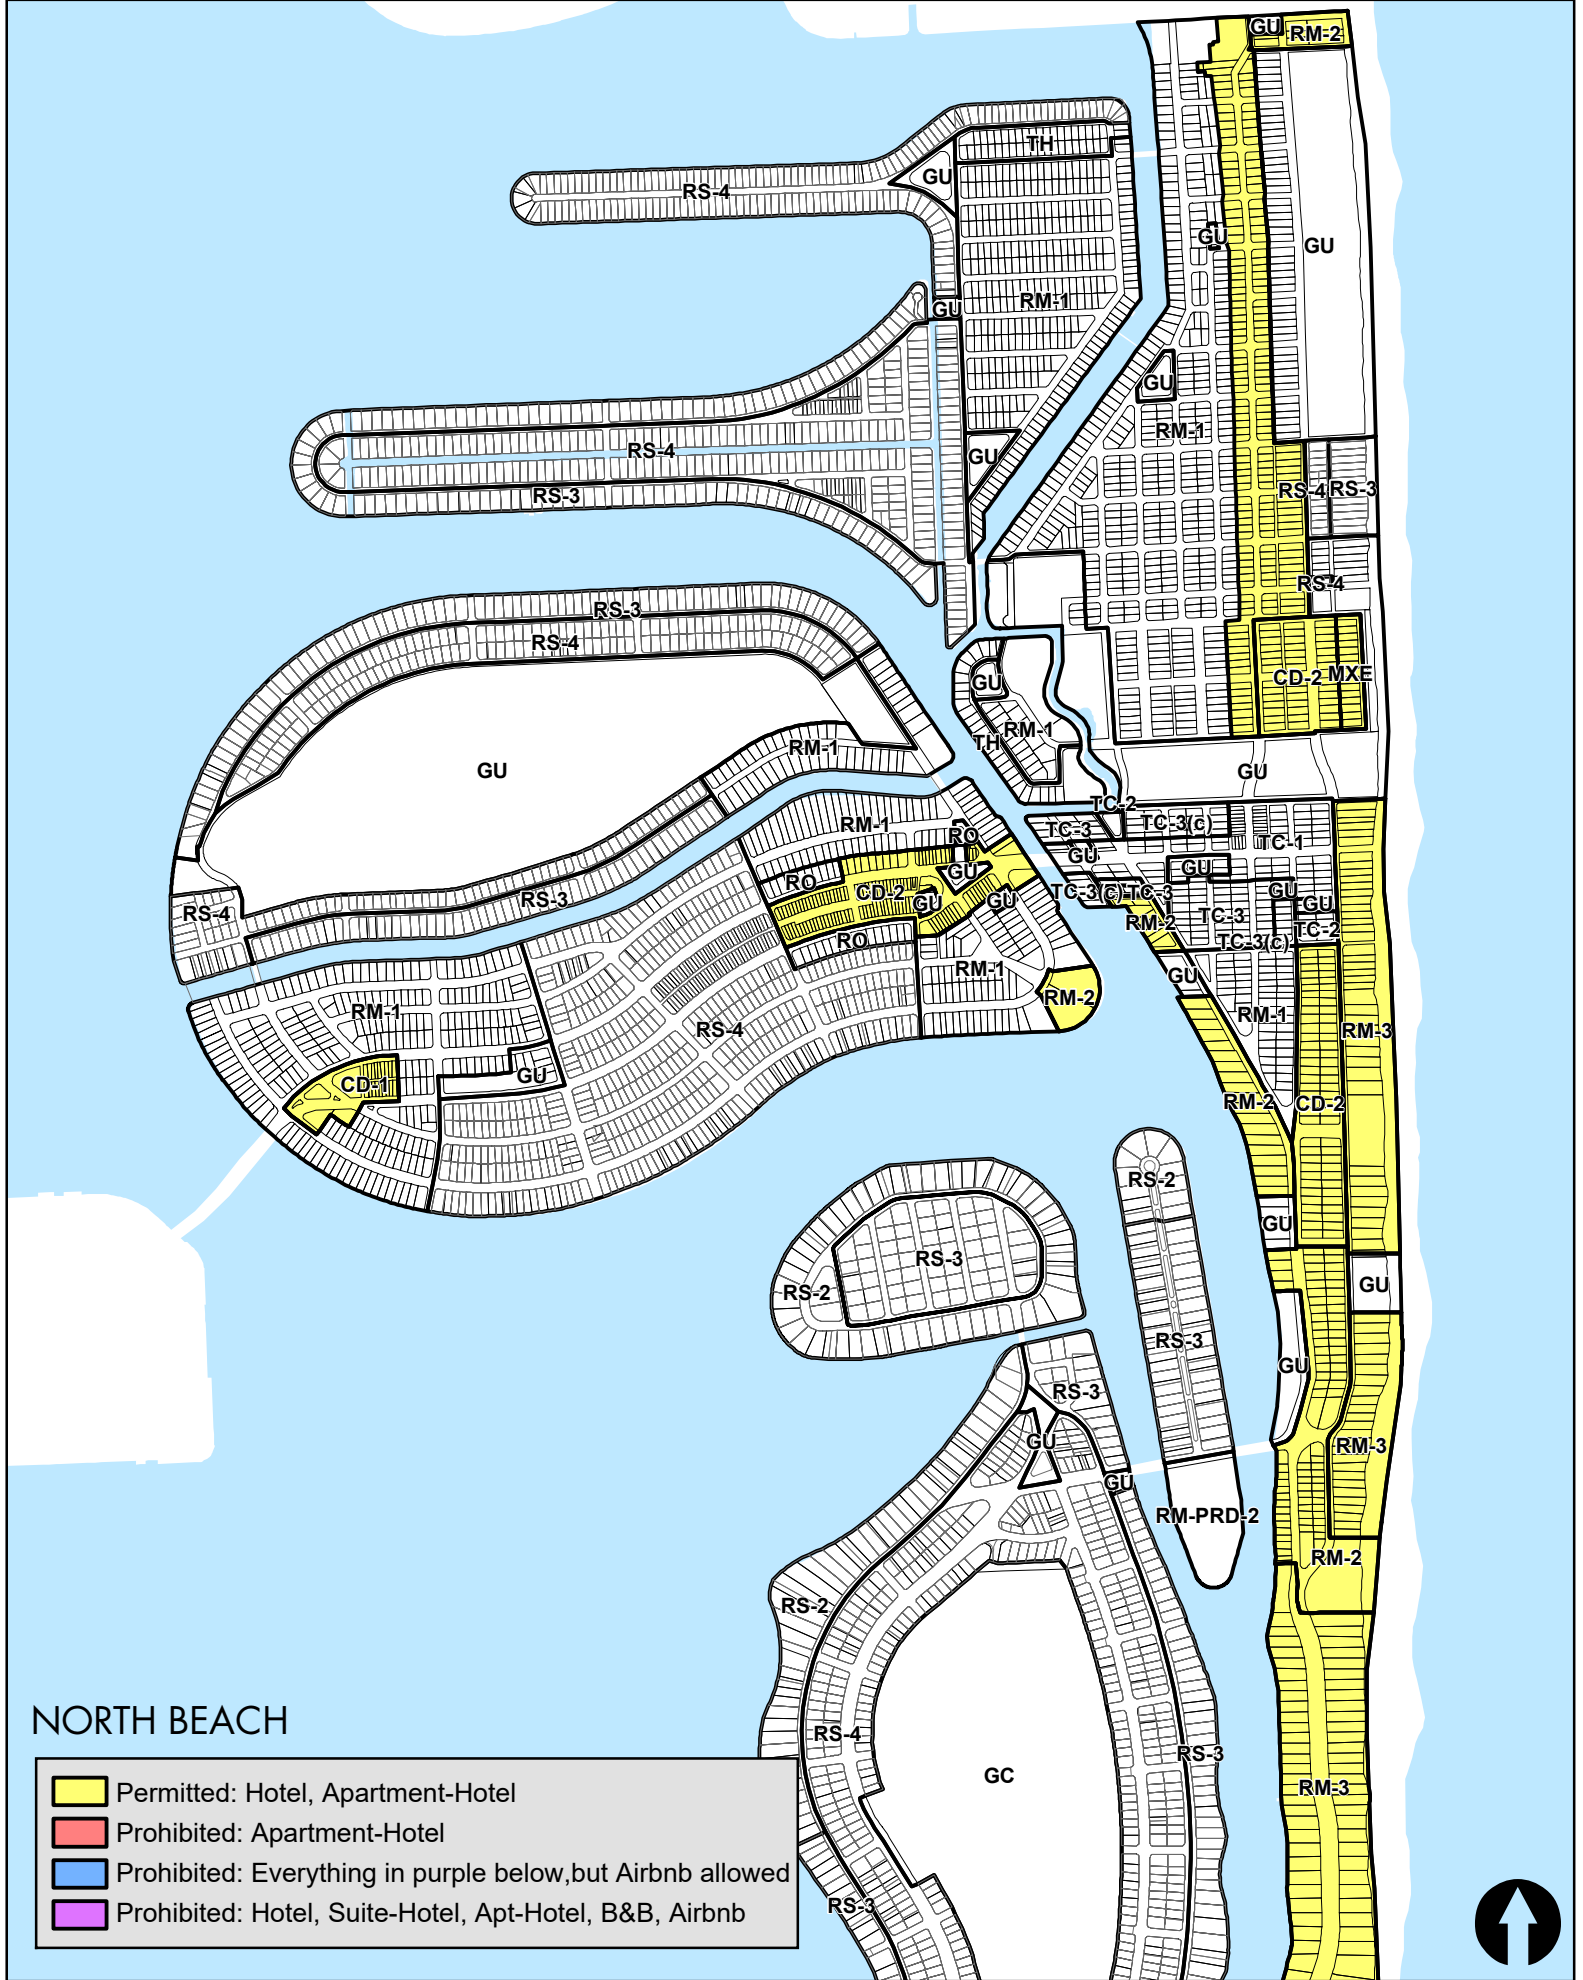 GU
RM-2
TH
GU
RS-4
GU
GU
GU
RM-1
GU
RM-1
RS-4
GU
RS-4
RS-3
RS-3
RS-4
RS-3
RS-4
CD-2
MXE
GU
RM-1
TH
RM-1
GU
GU
TC-2
TC-3
TC-3(c)
RM-1
RO
TC-1
GU
GU
GU
RO
CD-2
GU
GU
TC-3(c)
TC-3
GU
GU
RS-3
RS-4
TC-3
RM-2
TC-2
RO
TC-3(c)
RM-1
GU
RM-2
RM-1
RM-1
RS-4
RM-3
CD-1
GU
RM-2
CD-2
RS-2
GU
RS-3
RS-2
GU
RS-3
GU
RS-3
GU
RM-3
GU
RM-PRD-2
RM-2
RS-2
RS-4
RS-3
GC
RM-3
RS-3
NORTH BEACH
Permitted: Hotel, Apartment-Hotel
Prohibited: Apartment-Hotel
Prohibited: Everything in purple below,but Airbnb allowed
Prohibited: Hotel, Suite-Hotel, Apt-Hotel, B&B, Airbnb